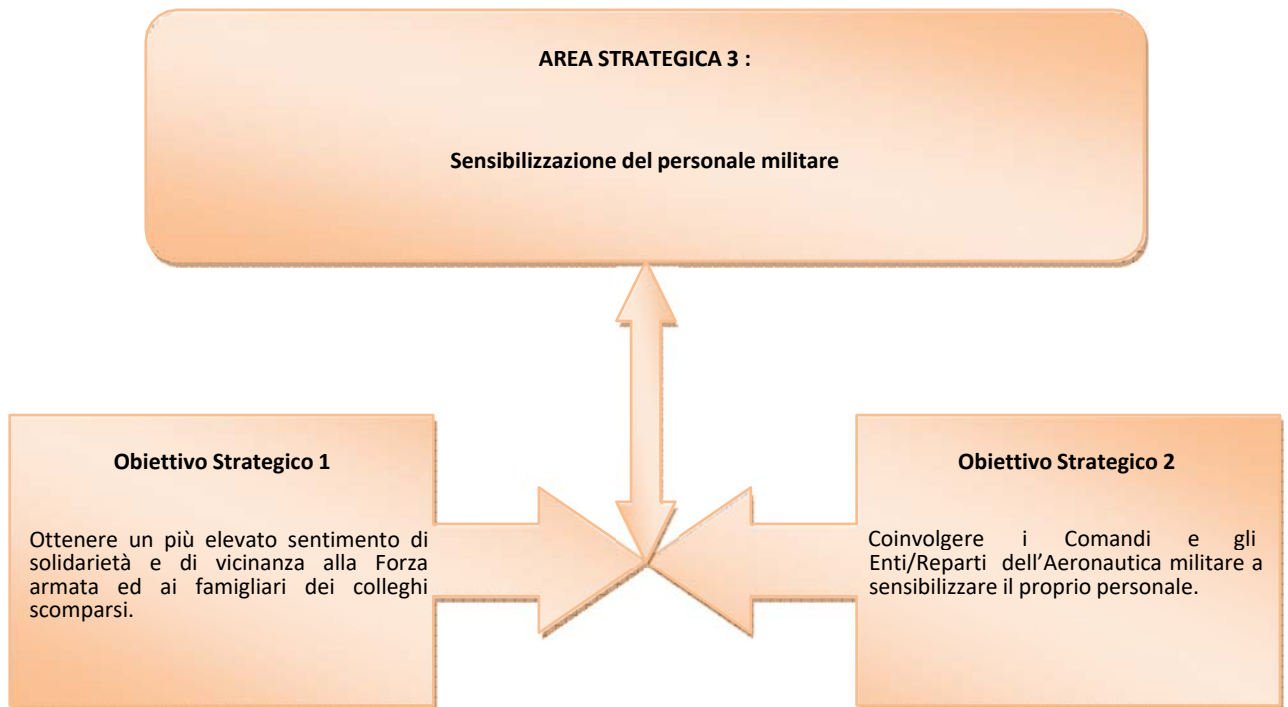 AREA STRATEGICA 3 :
Sensibilizzazione del personale militare
Obiettivo Strategico 1
Ottenere un più elevato sentimento di
solidarietà e di vicinanza alla Forza
armata ed ai famigliari dei colleghi
scomparsi.
Obiettivo Strategico 2
Coinvolgere i Comandi e gli
Enti/Reparti dell’Aeronautica militare a
sensibilizzare il proprio personale.